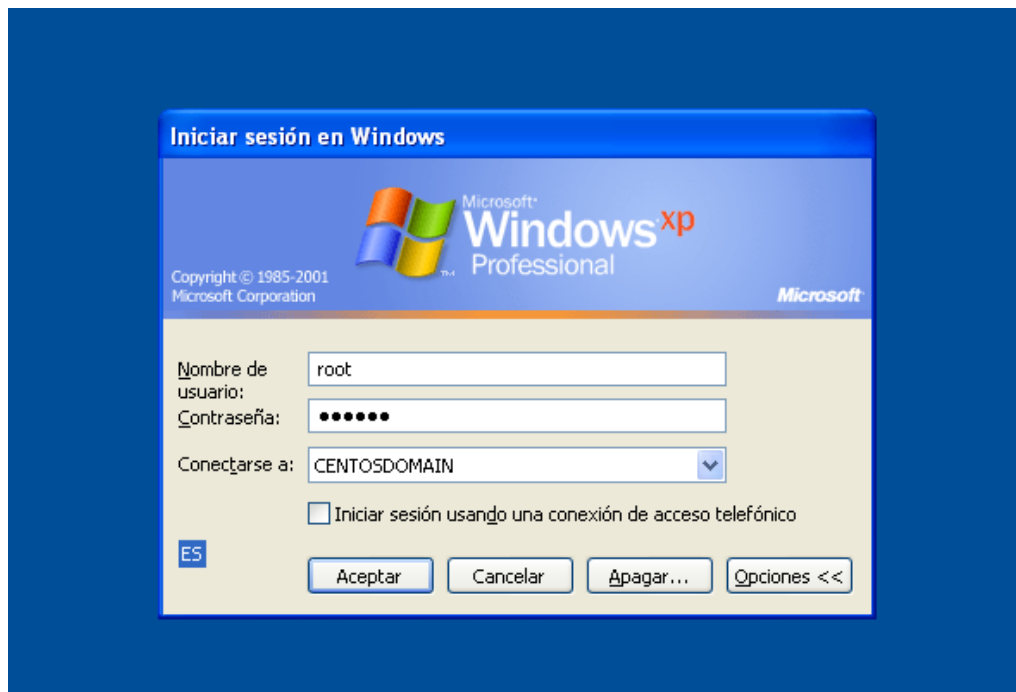 Iniciar sesión en Windows
Microsoft®
Windows xp
Professional
Copyright © 1985-2001
Microsoft Corporation
Microsoft
Nombre de
usuario:
root
Contraseña:
••••••
Conectarse a:
CENTOSDOMAIN
Iniciar sesión usando una conexión de acceso telefónico
ES
Aceptar
Cancelar
Apagar...
Opciones <<